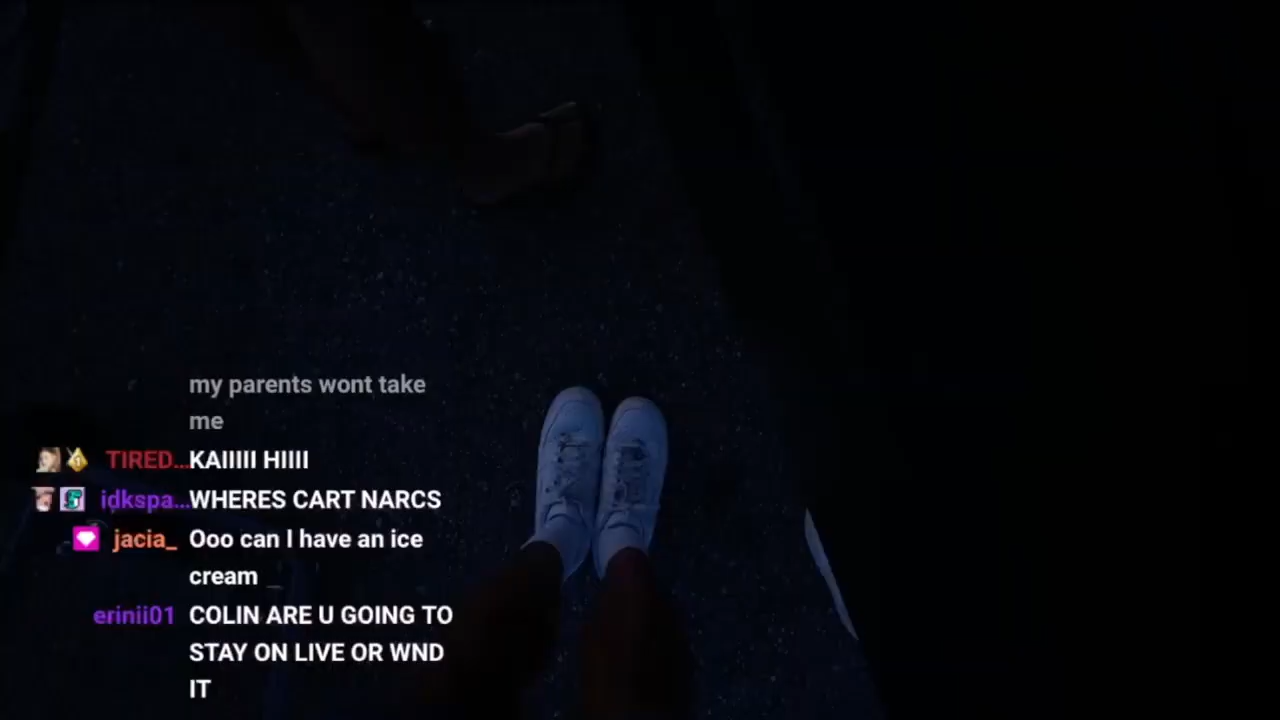 my parents wont take
me
TIRED...KAIIIII HIIII
idkspa...WHERES CART NARCS
jacia_ Ooo can I have an ice
cream
erinii01 COLIN ARE U GOING TO
STAY ON LIVE OR WND
IT